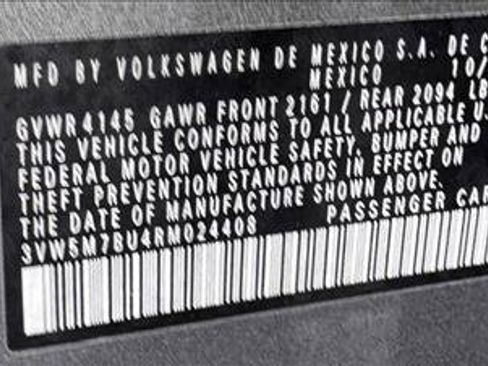 MFD BY VOLKSWAGEN DE MEXICO S.A. DE C
MEXICO 10/
GVWR 4145 GAWR FRONT 2161 / REAR 2094 LB
THIS VEHICLE CONFORMS TO ALL APPLICABLE U.
FEDERAL MOTOR VEHICLE SAFETY, BUMPER AND
THEFT PREVENTION STANDARDS IN EFFECT ON
THE DATE OF MANUFACTURE SHOWN ABOVE.
3VW5M7BU4RM024408 PASSENGER CAR